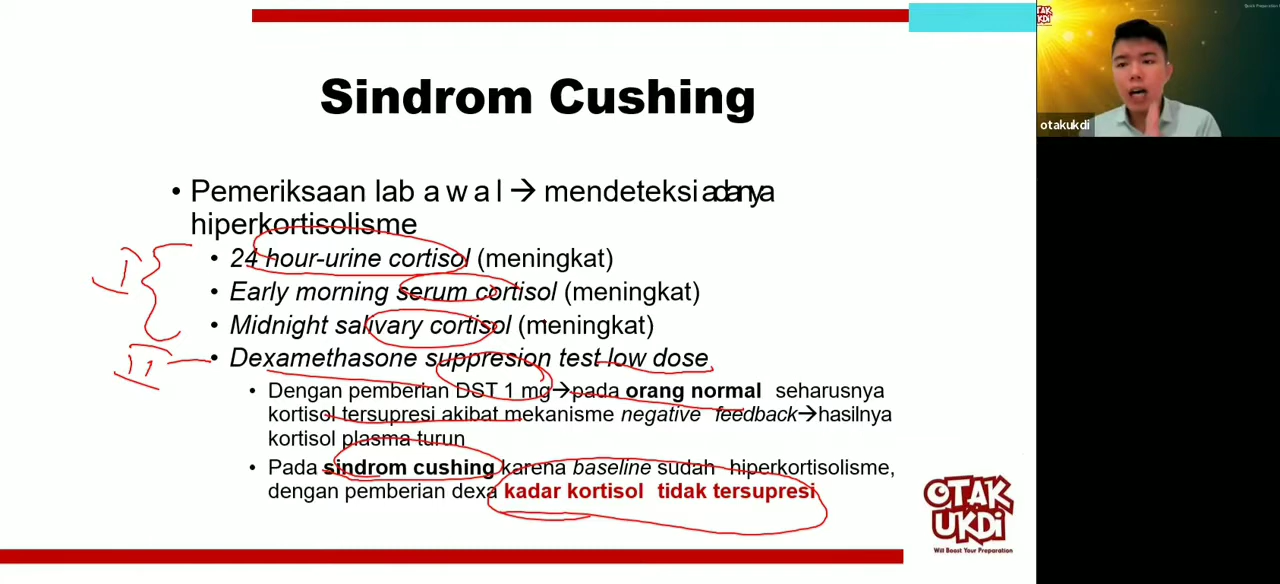 Sindrom Cushing
• Pemeriksaan lab a w a l → mendeteksi adanya
hiperkortisolisme
I
• 24 hour-urine cortisol (meningkat)
• Early morning serum cortisol (meningkat)
• Midnight salivary cortisol (meningkat)
II
• Dexamethasone suppresion test low dose
• Dengan pemberian DST 1 mg→pada orang normal seharusnya
kortisol tersupresi akibat mekanisme negative feedback→hasilnya
kortisol plasma turun
• Pada sindrom cushing karena baseline sudah hiperkortisolisme,
dengan pemberian dexa kadar kortisol tidak tersupresi
OTAK
UKDI
Will Boost Your Preparation
OTAK
UKDI
otakukdi